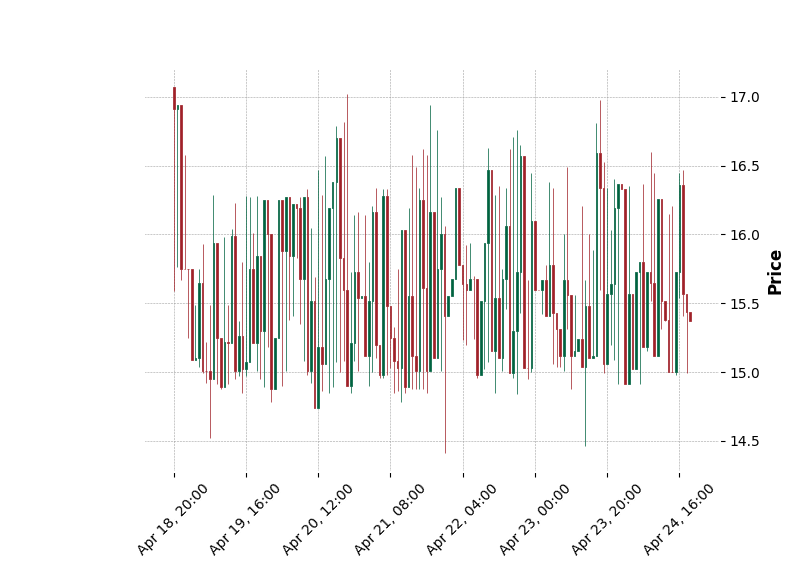 17.0
16.5
16.0
15.5
15.0
14.5
Price
Apr 18, 20:00
Apr 19, 16:00
Apr 20, 12:00
Apr 21, 08:00
Apr 22, 04:00
Apr 23, 00:00
Apr 23, 20:00
Apr 24, 16:00